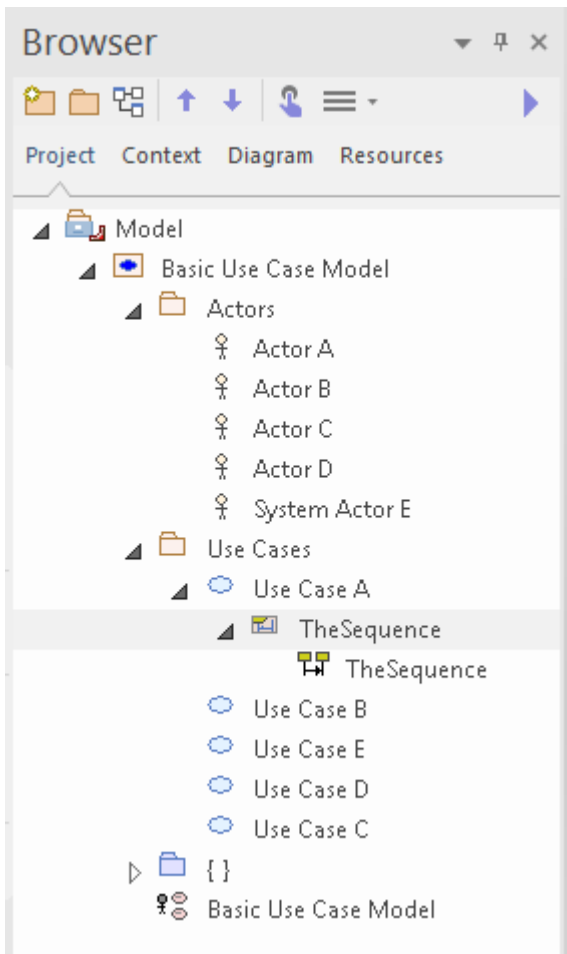 Browser
Project Context Diagram Resources
Model
Basic Use Case Model
Actors
Actor A
Actor B
Actor C
Actor D
System Actor E
Use Cases
Use Case A
TheSequence
TheSequence
Use Case B
Use Case E
Use Case D
Use Case C
{ }
Basic Use Case Model